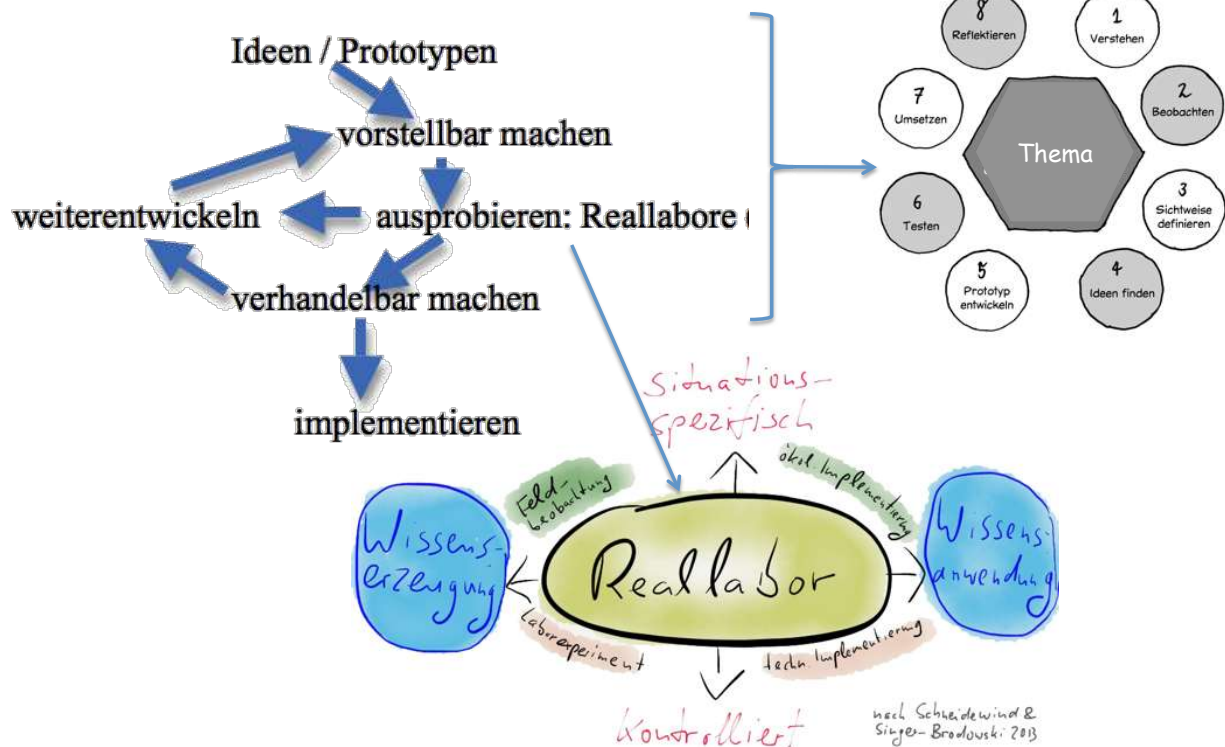 Ideen / Prototypen
vorstellbar machen
weiterentwickeln
ausprobieren: Reallabore
verhandelbar machen
implementieren
8
Reflektieren
1
Verstehen
7
Umsetzen
2
Beobachten
Thema
6
Testen
3
Sichtweise
definieren
5
Prototyp
entwickeln
4
Ideen finden
Situations-
spezifisch
Feld-
beobachtung
ökol. Implementierung
Wissens-
erzeugung
Reallabor
Wissens-
anwendung
Laborexperiment
techn. Implementierung
Kontrolliert
nach Schneidewind &
Singer-Brodowski 2013